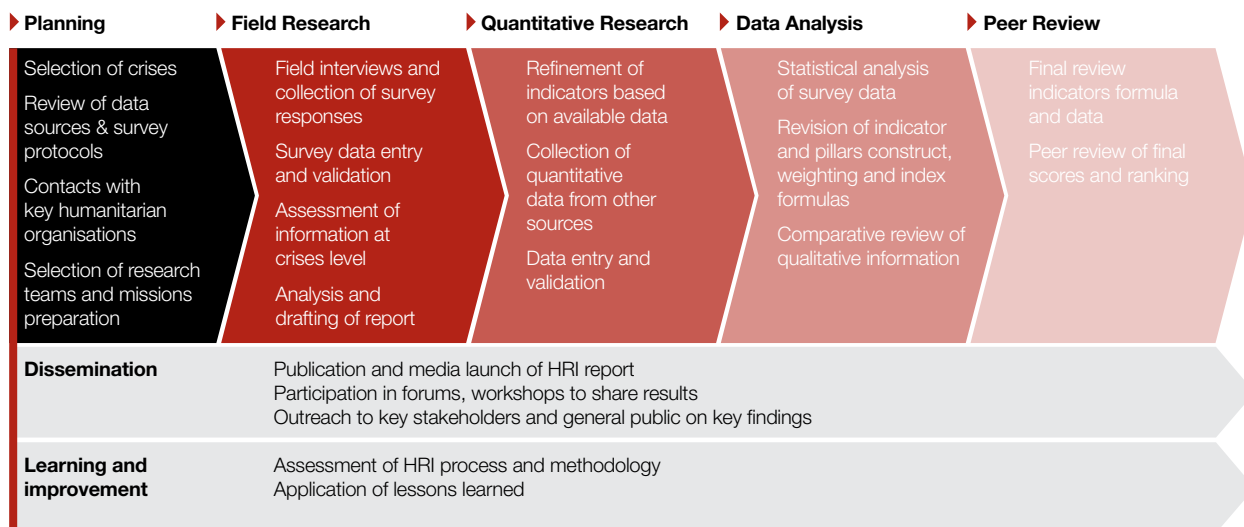 Planning
Field Research
Quantitative Research
Data Analysis
Peer Review
Selection of crises
Review of data
sources & survey
protocols
Contacts with
key humanitarian
organisations
Selection of research
teams and missions
preparation
Field interviews and
collection of survey
responses
Survey data entry
and validation
Assessment of
information at
crises level
Analysis and
drafting of report
Refinement of
indicators based
on available data
Collection of
quantitative
data from other
sources
Data entry and
validation
Statistical analysis
of survey data
Revision of indicator
and pillars construct,
weighting and index
formulas
Comparative review of
qualitative information
Final review
indicators formula
and data
Peer review of final
scores and ranking
Dissemination
Publication and media launch of HRI report
Participation in forums, workshops to share results
Outreach to key stakeholders and general public on key findings
Learning and
improvement
Assessment of HRI process and methodology
Application of lessons learned